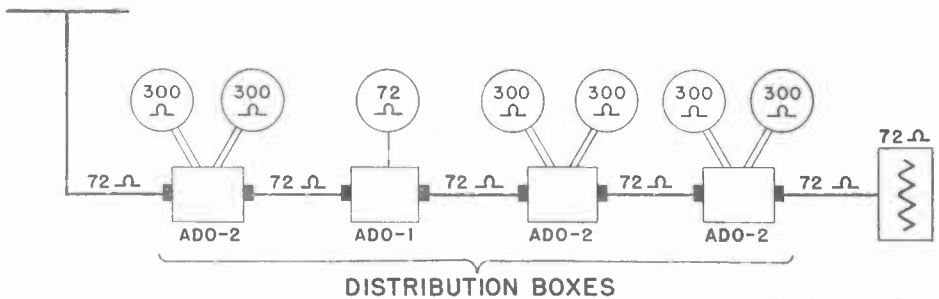 300 Ω 300 Ω 72 Ω 300 Ω 300 Ω 300 Ω 300 Ω
72 Ω
72 Ω 72 Ω 72 Ω 72 Ω 72 Ω
ADO-2 ADO-1 ADO-2 ADO-2
DISTRIBUTION BOXES